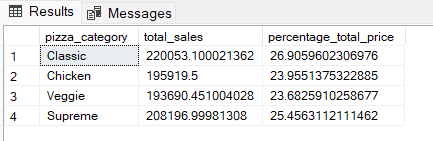 Results Messages
pizza_category total_sales percentage_total_price
1 Classic 220053.100021362 26.9059602306976
2 Chicken 195919.5 23.9551375322885
3 Veggie 193690.451004028 23.6825910258677
4 Supreme 208196.99981308 25.4563112111462